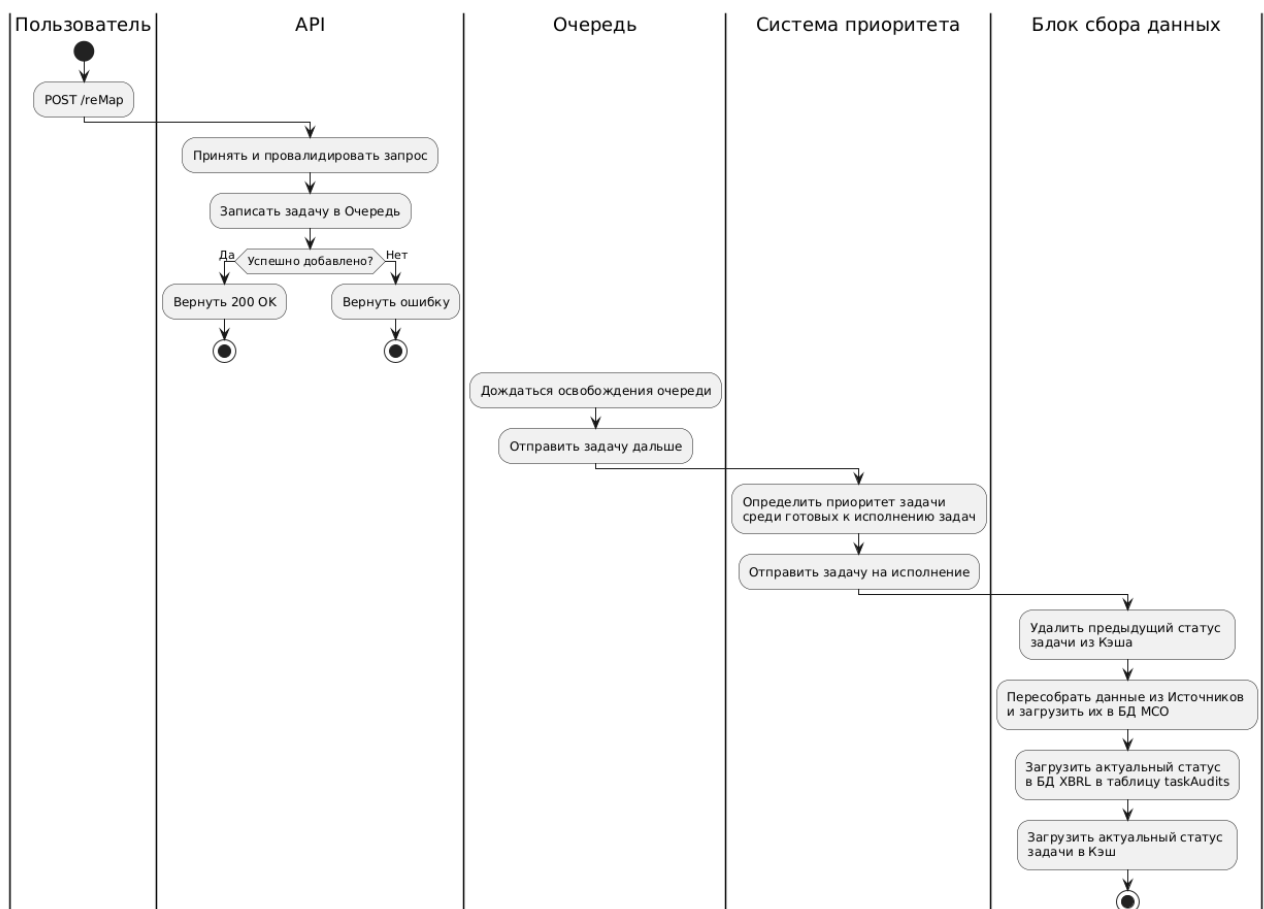 Пользователь
API
Очередь
Система приоритета
Блок сбора данных
POST /reMap
Принять и провалидировать запрос
Записать задачу в Очередь
Да
Успешно добавлено?
Нет
Вернуть 200 OK
Вернуть ошибку
Дождаться освобождения очереди
Отправить задачу дальше
Определить приоритет задачи
среди готовых к исполнению задач
Отправить задачу на исполнение
Удалить предыдущий статус
задачи из Кэша
Пересобрать данные из Источников
и загрузить их в БД МСО
Загрузить актуальный статус
в БД XBRL в таблицу taskAudits
Загрузить актуальный статус
задачи в Кэш